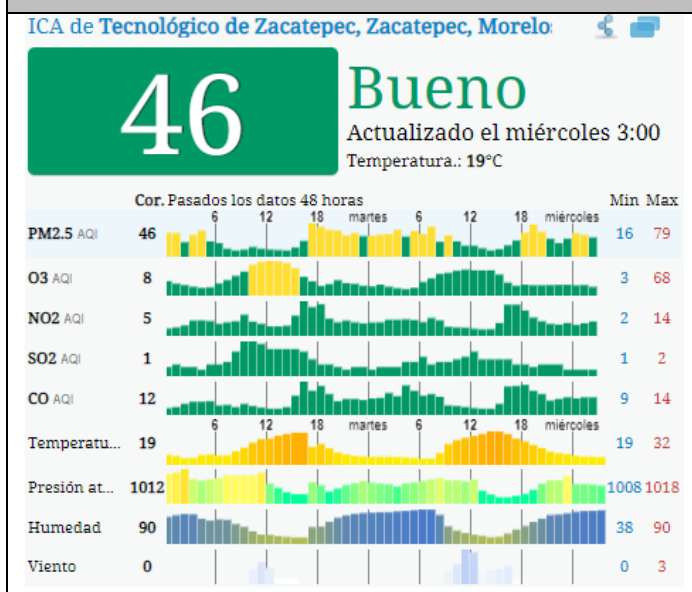 ICA de Tecnológico de Zacatepec, Zacatepec, Morelo
46
Bueno
Actualizado el miércoles 3:00
Temperatura.: 19°C
Cor. Pasados los datos 48 horas Min Max
6 12 18 martes 6 12 18 miércoles
PM2.5 AQI 46 16 79
O3 AQI 8 3 68
NO2 AQI 5 2 14
SO2 AQI 1 1 2
CO AQI 12 9 14
6 12 18 martes 6 12 18 miércoles
Temperatu... 19 19 32
Presión at... 1012 1008 1018
Humedad 90 38 90
Viento 0 0 3